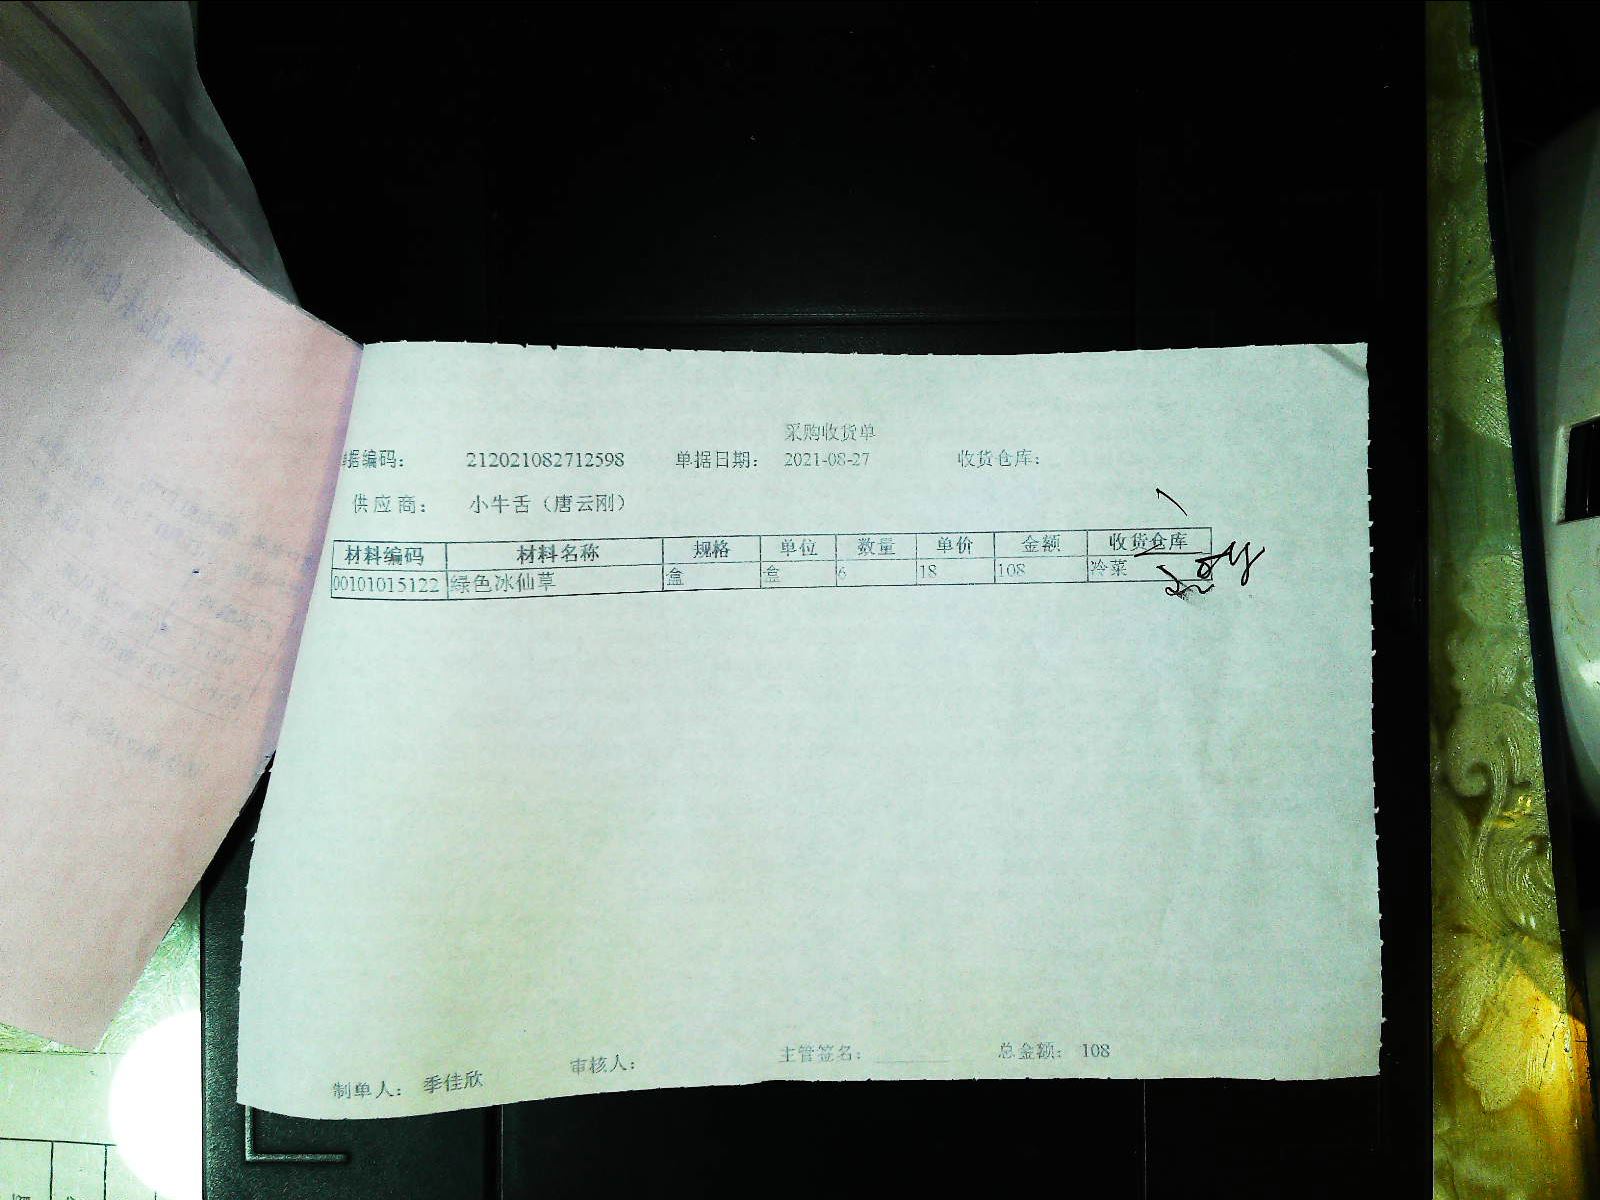 采购收货单
单据编码： 212021082712598 单据日期： 2021-08-27 收货仓库：
供应商： 小牛舌（唐云刚）
材料编码 材料名称 规格 单位 数量 单价 金额 收货仓库
00101015122 绿色冰仙草 盒 盒 6 18 108 冷菜
制单人： 季佳欣 审核人： 主管签名： 总金额： 108